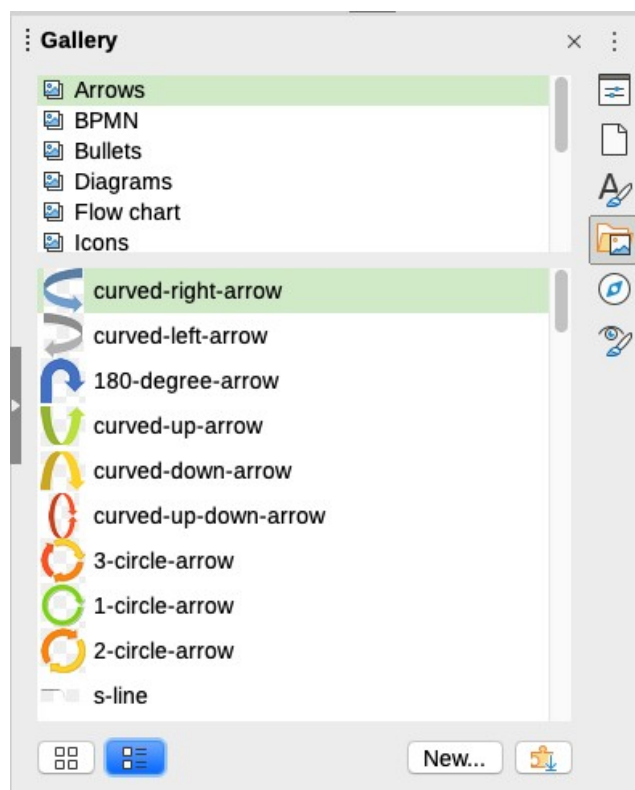 Gallery
Arrows
BPMN
Bullets
Diagrams
Flow chart
Icons
curved-right-arrow
curved-left-arrow
180-degree-arrow
curved-up-arrow
curved-down-arrow
curved-up-down-arrow
3-circle-arrow
1-circle-arrow
2-circle-arrow
s-line
New...